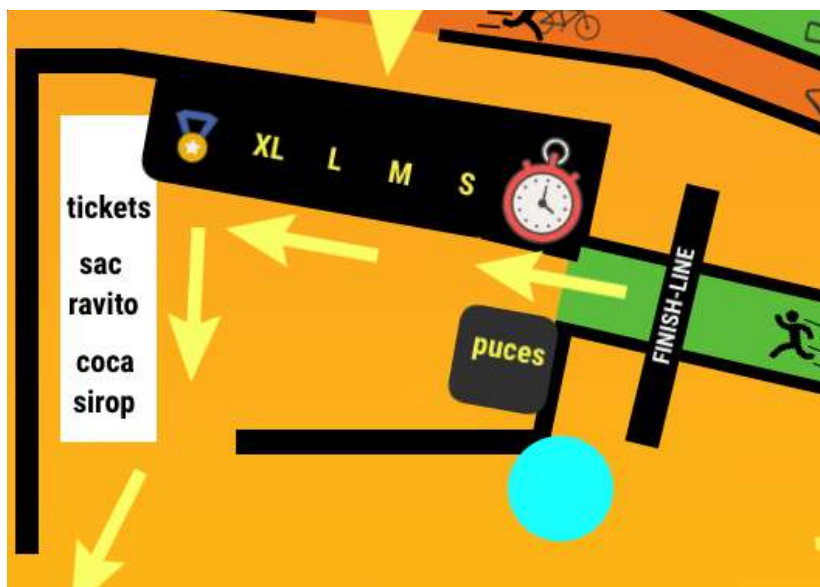 XL L M S
tickets
sac
ravito
coca
sirop
puces
FINISH-LINE